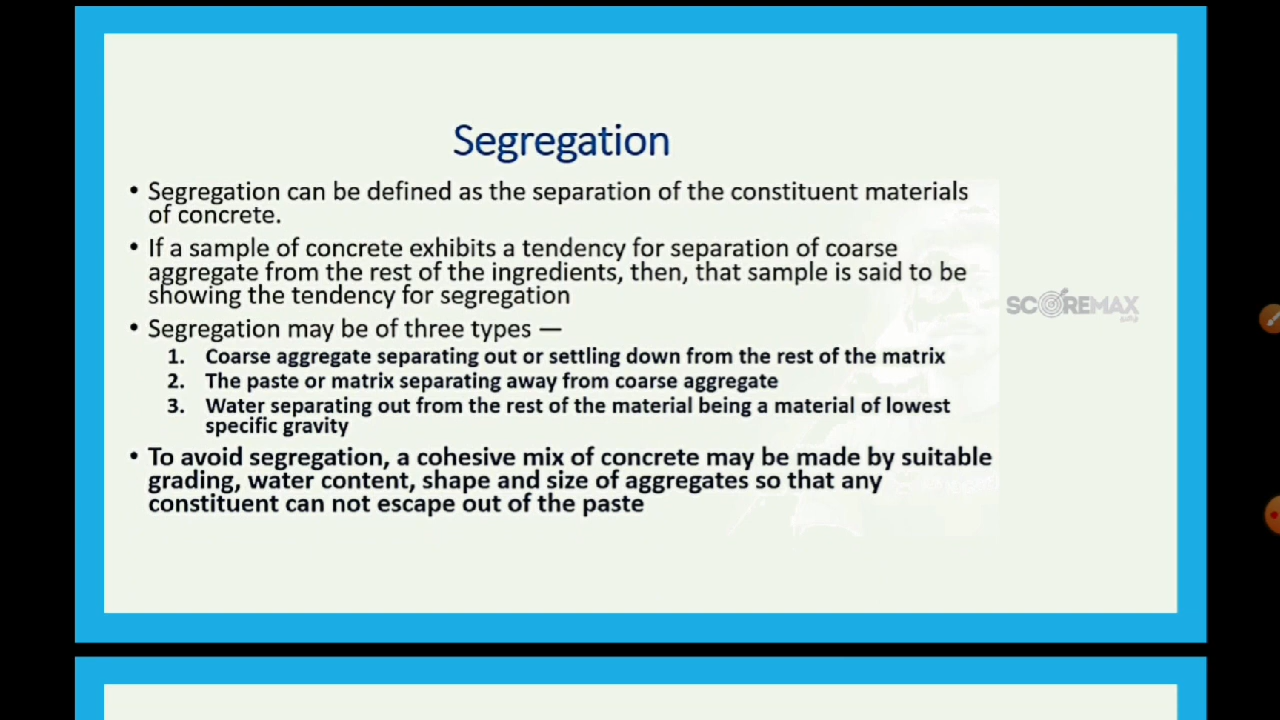 Segregation
• Segregation can be defined as the separation of the constituent materials
of concrete.
• If a sample of concrete exhibits a tendency for separation of coarse
aggregate from the rest of the ingredients, then, that sample is said to be
showing the tendency for segregation
• Segregation may be of three types —
1. Coarse aggregate separating out or settling down from the rest of the matrix
2. The paste or matrix separating away from coarse aggregate
3. Water separating out from the rest of the material being a material of lowest
specific gravity
• To avoid segregation, a cohesive mix of concrete may be made by suitable
grading, water content, shape and size of aggregates so that any
constituent can not escape out of the paste
SCOREMAX